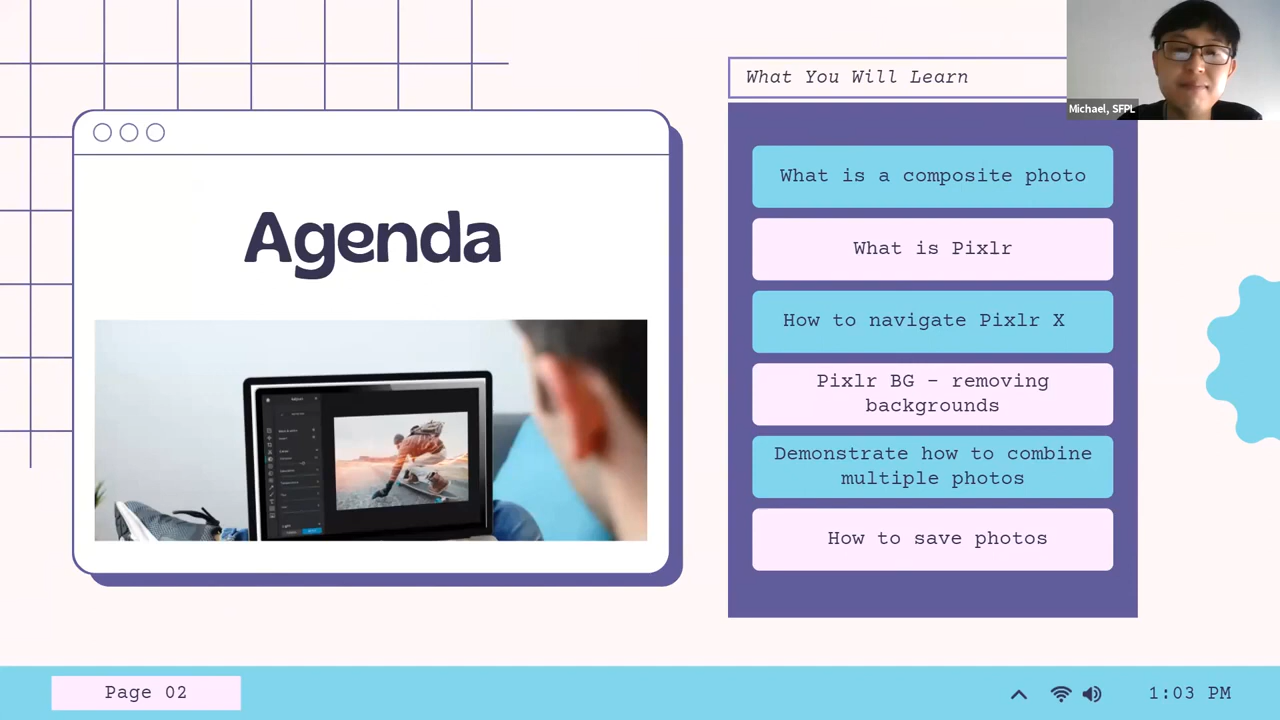 What You Will Learn
Michael, SFPL
Agenda
What is a composite photo
What is Pixlr
How to navigate Pixlr X
Pixlr BG - removing
backgrounds
Demonstrate how to combine
multiple photos
How to save photos
Page 02
1:03 PM